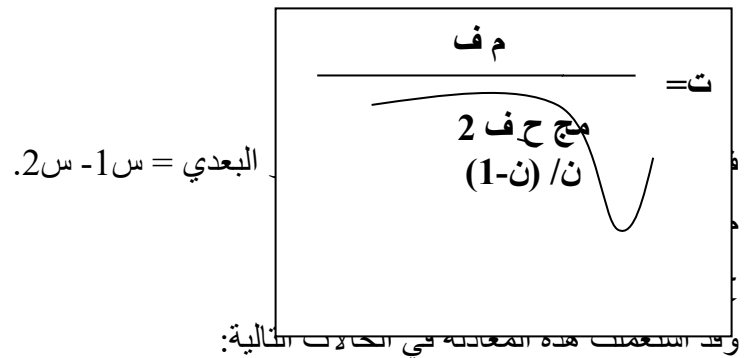 م ف
ت=
مج ح ف 2
ن/ (ن-1)
البعدي = س1- س2.
وقد استعملت هذه المعادلة في الحالات التالية: